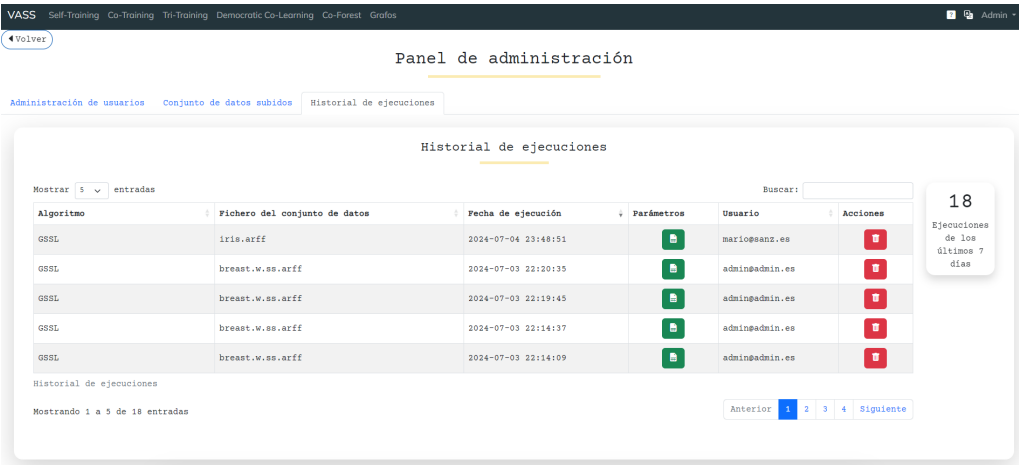 VASS Self-Training Co-Training Tri-Training Democratic Co-Learning Co-Forest Grafos Admin
Volver
Panel de administración
Administración de usuarios Conjunto de datos subidos Historial de ejecuciones
Historial de ejecuciones
Mostrar 5 entradas Buscar:
Algoritmo Fichero del conjunto de datos Fecha de ejecución Parámetros Usuario Acciones
GSSL iris.arff 2024-07-04 23:48:51 mario@sanz.es
GSSL breast.w.ss.arff 2024-07-03 22:20:35 admin@admin.es
GSSL breast.w.ss.arff 2024-07-03 22:19:45 admin@admin.es
GSSL breast.w.ss.arff 2024-07-03 22:14:37 admin@admin.es
GSSL breast.w.ss.arff 2024-07-03 22:14:09 admin@admin.es
Historial de ejecuciones
Mostrando 1 a 5 de 18 entradas
Anterior 1 2 3 4 Siguiente
18
Ejecuciones
de los
últimos 7
días